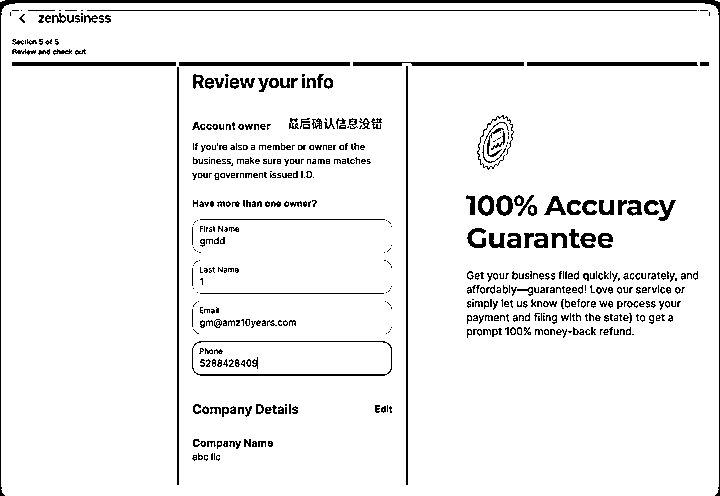 zenbusiness
Section 5 of 5
Review and check out
Review your info
Account owner 最后确认信息没错
If you're also a member or owner of the
business, make sure your name matches
your government issued I.D.
Have more than one owner?
First Name
gmdd
Last Name
1
Email
gm@amz10years.com
Phone
5288428409
Company Details Edit
Company Name
abc llc
100% Accuracy
Guarantee
Get your business filed quickly, accurately, and
affordably—guaranteed! Love our service or
simply let us know (before we process your
payment and filing with the state) to get a
prompt 100% money-back refund.